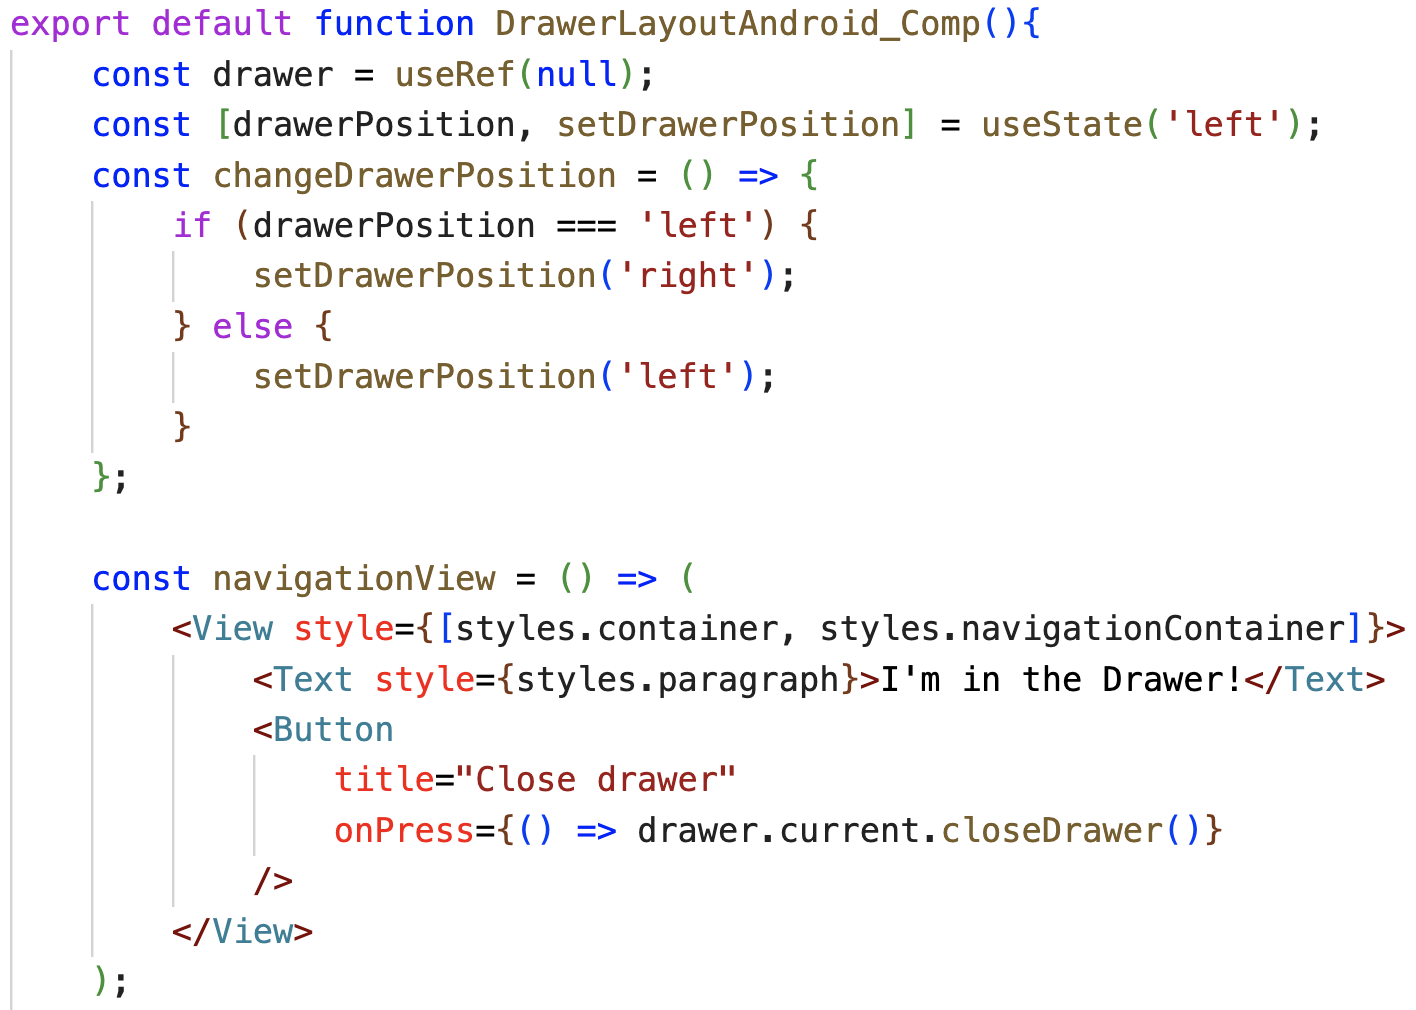 export default function DrawerLayoutAndroid_Comp(){
    const drawer = useRef(null);
    const [drawerPosition, setDrawerPosition] = useState('left');
    const changeDrawerPosition = () => {
        if (drawerPosition === 'left') {
            setDrawerPosition('right');
        } else {
            setDrawerPosition('left');
        }
    };

    const navigationView = () => (
        <View style={[styles.container, styles.navigationContainer]}>
            <Text style={styles.paragraph}>I'm in the Drawer!</Text>
            <Button
                title="Close drawer"
                onPress={() => drawer.current.closeDrawer()}
            />
        </View>
    );